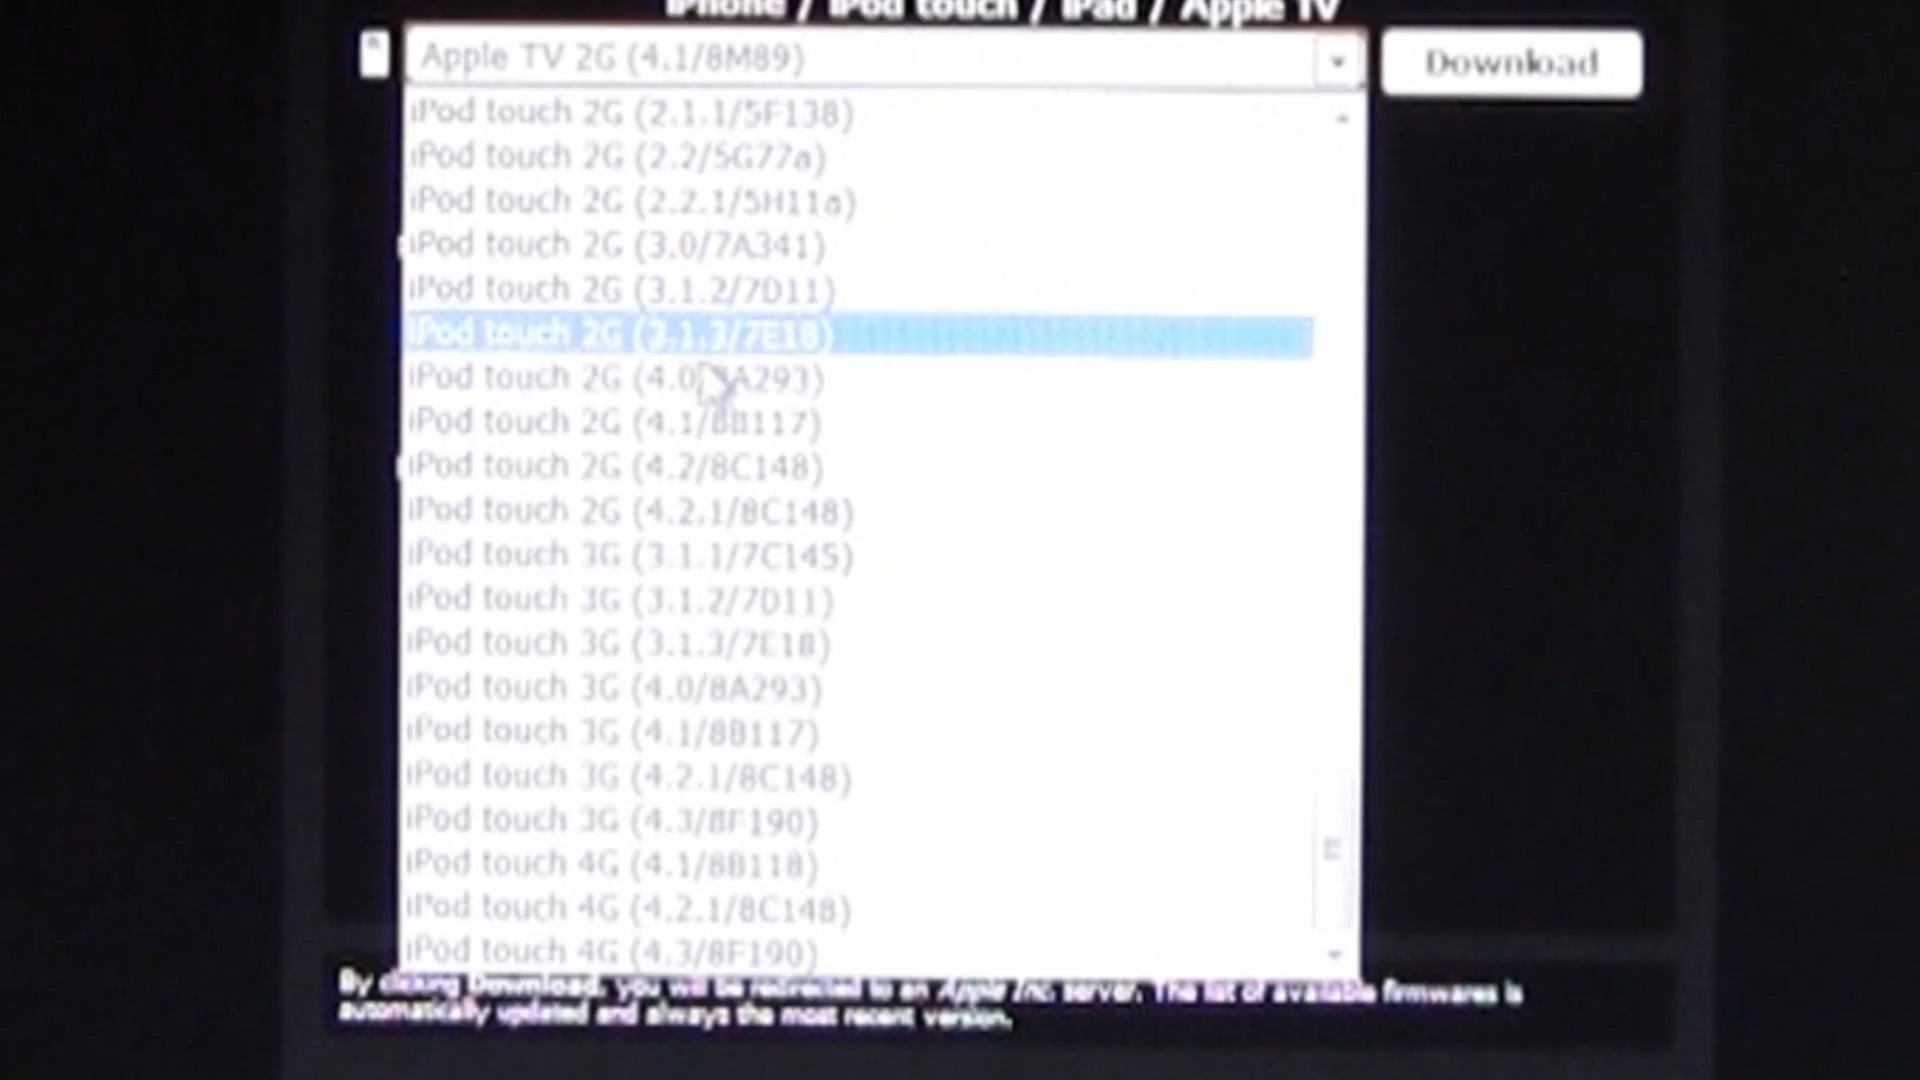 iPhone / iPod touch / iPad / Apple TV
Apple TV 2G (4.1/8M89)
Download
iPod touch 2G (2.1.1/5F138)
iPod touch 2G (2.2/5G77a)
iPod touch 2G (2.2.1/5H11a)
iPod touch 2G (3.0/7A341)
iPod touch 2G (3.1.2/7D11)
iPod touch 2G (3.1.3/7E18)
iPod touch 2G (4.0/8A293)
iPod touch 2G (4.1/8B117)
iPod touch 2G (4.2/8C148)
iPod touch 2G (4.2.1/8C148)
iPod touch 3G (3.1.1/7C145)
iPod touch 3G (3.1.2/7D11)
iPod touch 3G (3.1.3/7E18)
iPod touch 3G (4.0/8A293)
iPod touch 3G (4.1/8B117)
iPod touch 3G (4.2.1/8C148)
iPod touch 3G (4.3/8F190)
iPod touch 4G (4.1/8B118)
iPod touch 4G (4.2.1/8C148)
iPod touch 4G (4.3/8F190)
By clicking Download, you will be redirected to an Apple Inc. server. The list of available firmwares is
automatically updated and always the most recent version.